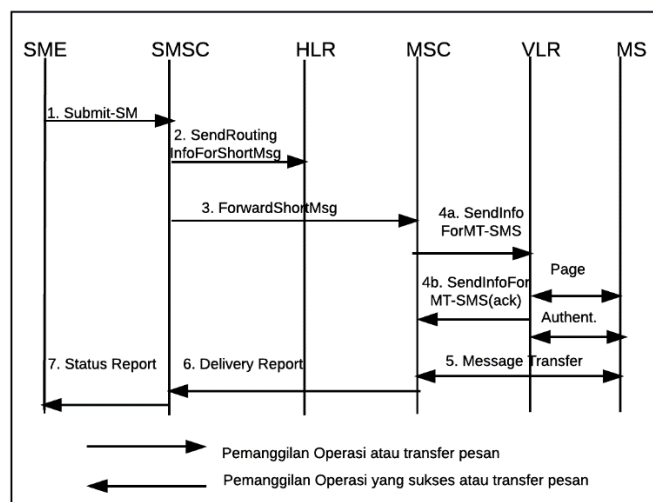 SME SMSC HLR MSC VLR MS
1. Submit-SM
2. SendRouting
InfoForShortMsg
3. ForwardShortMsg
4a. SendInfo
ForMT-SMS
Page
4b. SendInfoFor
MT-SMS(ack)
Authent.
5. Message Transfer
6. Delivery Report
7. Status Report
Pemanggilan Operasi atau transfer pesan
Pemanggilan Operasi yang sukses atau transfer pesan